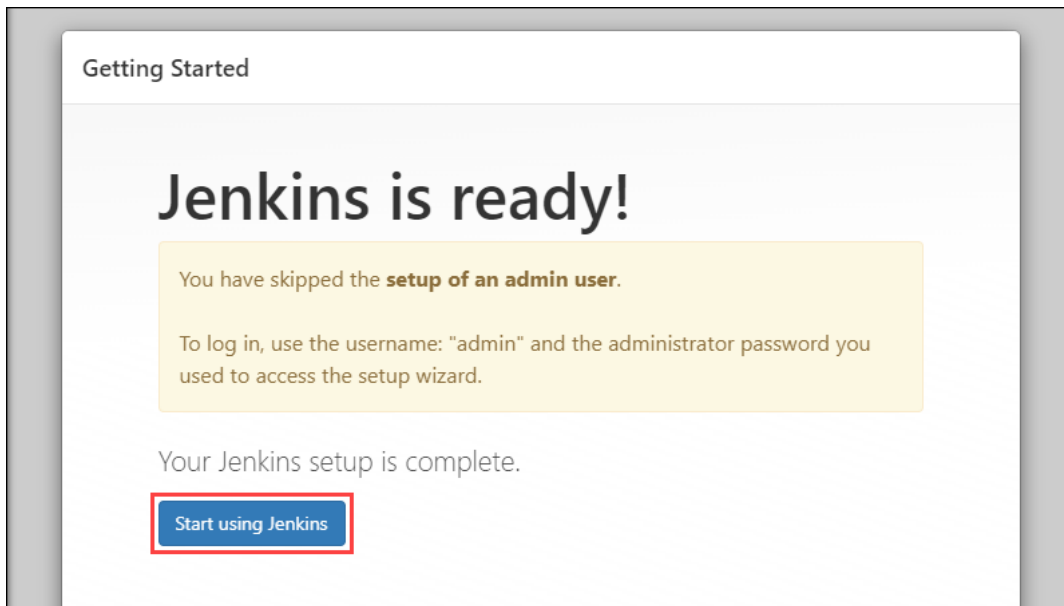 Getting Started
Jenkins is ready!
You have skipped the setup of an admin user.
To log in, use the username: "admin" and the administrator password you
used to access the setup wizard.
Your Jenkins setup is complete.
Start using Jenkins